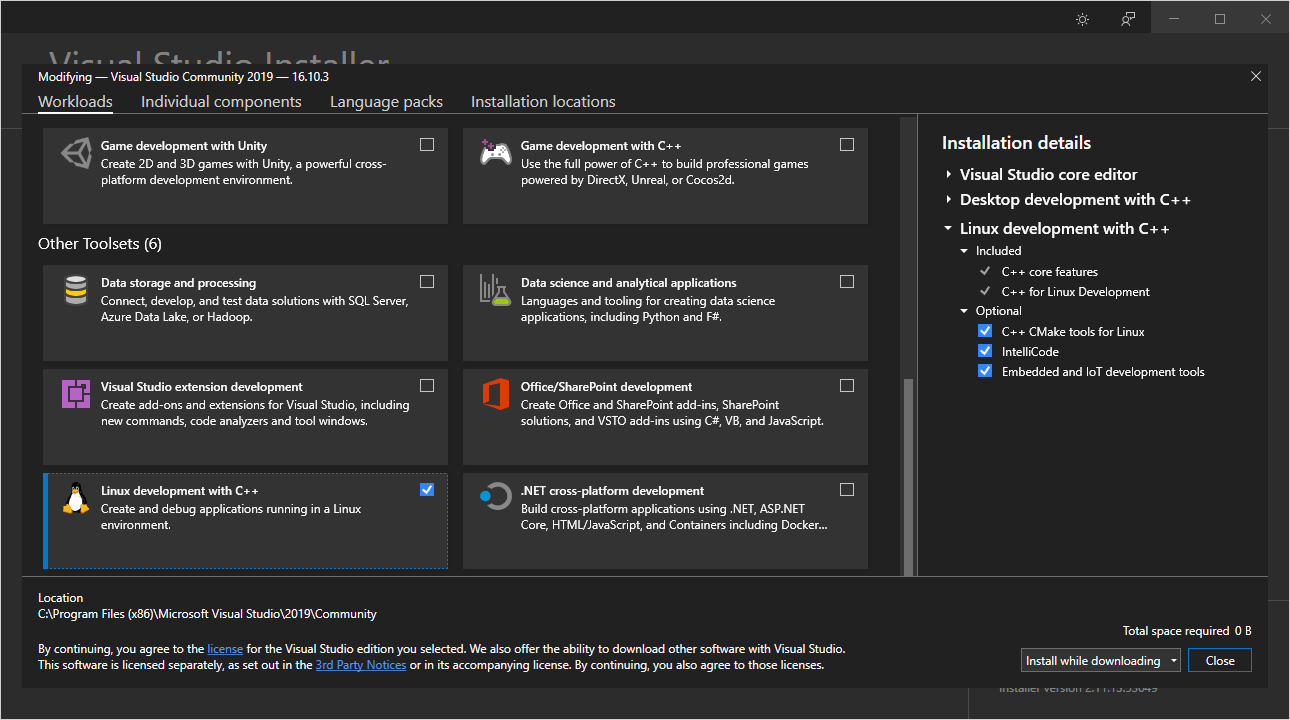 Visual Studio Installer
Modifying — Visual Studio Community 2019 — 16.10.3
Workloads Individual components Language packs Installation locations
Game development with Unity
Create 2D and 3D games with Unity, a powerful cross-
platform development environment.
Game development with C++
Use the full power of C++ to build professional games
powered by DirectX, Unreal, or Cocos2d.
Other Toolsets (6)
Data storage and processing
Connect, develop, and test data solutions with SQL Server,
Azure Data Lake, or Hadoop.
Data science and analytical applications
Languages and tooling for creating data science
applications, including Python and F#.
Visual Studio extension development
Create add-ons and extensions for Visual Studio, including
new commands, code analyzers and tool windows.
Office/SharePoint development
Create Office and SharePoint add-ins, SharePoint
solutions, and VSTO add-ins using C#, VB, and JavaScript.
Linux development with C++
Create and debug applications running in a Linux
environment.
.NET cross-platform development
Build cross-platform applications using .NET, ASP.NET
Core, HTML/JavaScript, and Containers including Docker...
Installation details
Visual Studio core editor
Desktop development with C++
Linux development with C++
Included
C++ core features
C++ for Linux Development
Optional
C++ CMake tools for Linux
IntelliCode
Embedded and IoT development tools
Location
C:\Program Files (x86)\Microsoft Visual Studio\2019\Community
By continuing, you agree to the license for the Visual Studio edition you selected. We also offer the ability to download other software with Visual Studio.
This software is licensed separately, as set out in the 3rd Party Notices or in its accompanying license. By continuing, you also agree to those licenses.
Total space required 0 B
Install while downloading Close
Installer version